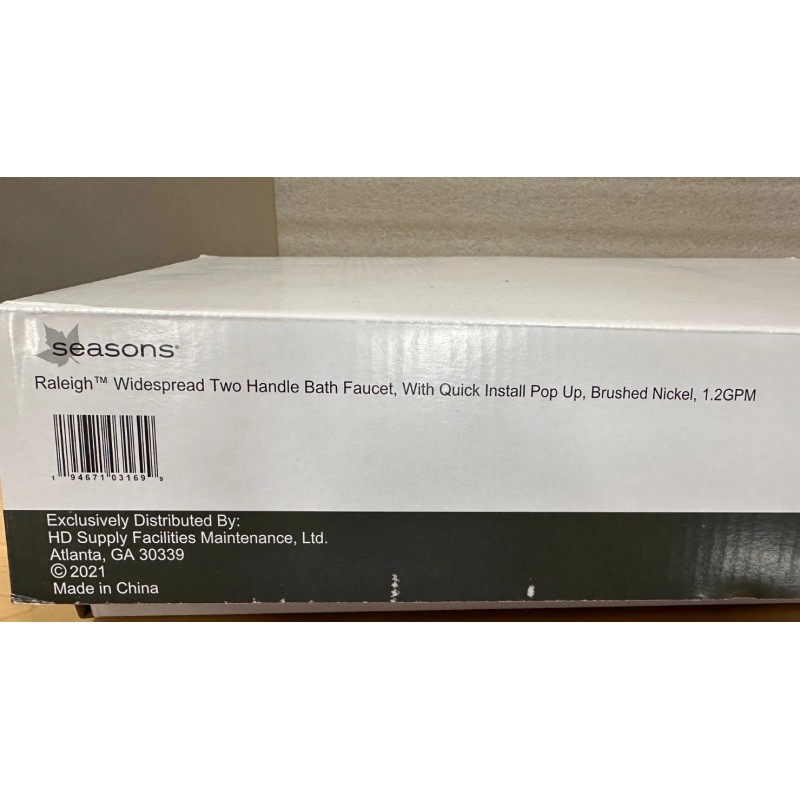 seasons®
Raleigh™ Widespread Two Handle Bath Faucet, With Quick Install Pop Up, Brushed Nickel, 1.2GPM
1 94671 03169 9
Exclusively Distributed By:
HD Supply Facilities Maintenance, Ltd.
Atlanta, GA 30339
© 2021
Made in China